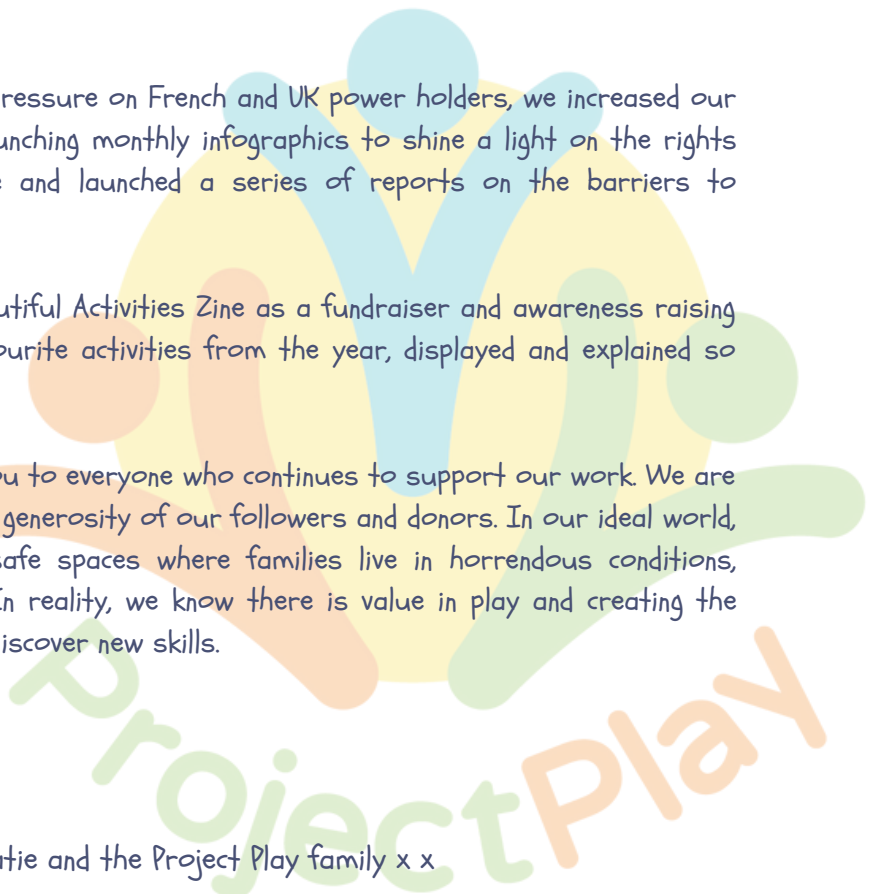 ressure on French and UK power holders, we increased our
unching monthly infographics to shine a light on the rights
e and launched a series of reports on the barriers to
utiful Activities Zine as a fundraiser and awareness raising
ourite activities from the year, displayed and explained so
ou to everyone who continues to support our work. We are
generosity of our followers and donors. In our ideal world,
safe spaces where families live in horrendous conditions,
In reality, we know there is value in play and creating the
iscover new skills.
ProjectPlay
atie and the Project Play family x x